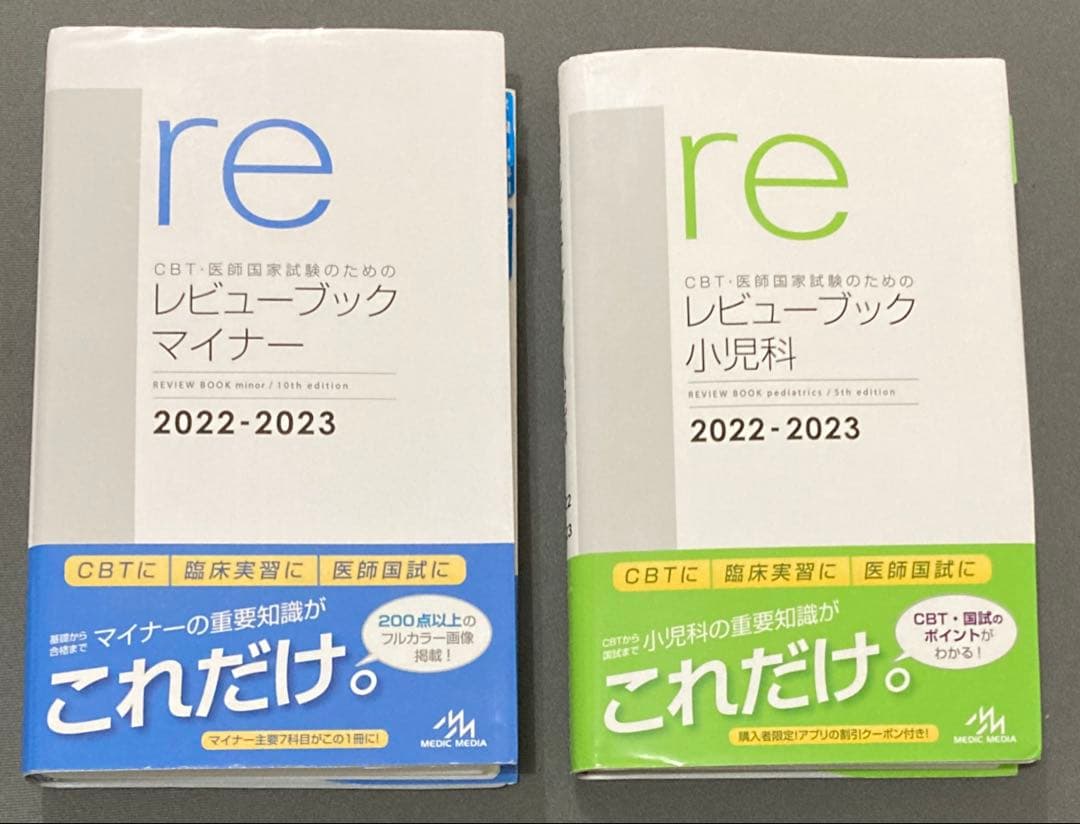 re
CBT・医師国家試験のための
レビューブック
マイナー
REVIEW BOOK minor / 10th edition
2022-2023
CBTに 臨床実習に 医師国試に
基礎から
合格まで
マイナーの重要知識が
これだけ。
200点以上の
フルカラー画像
掲載！
マイナー主要7科目がこの1冊に！
MEDIC MEDIA
re
CBT・医師国家試験のための
レビューブック
小児科
REVIEW BOOK pediatrics / 5th edition
2022-2023
CBTに 臨床実習に 医師国試に
CBTから
国試まで
小児科の重要知識が
これだけ。
CBT・国試の
ポイントが
わかる！
購入者限定！アプリの割引クーポン付き！
MEDIC MEDIA